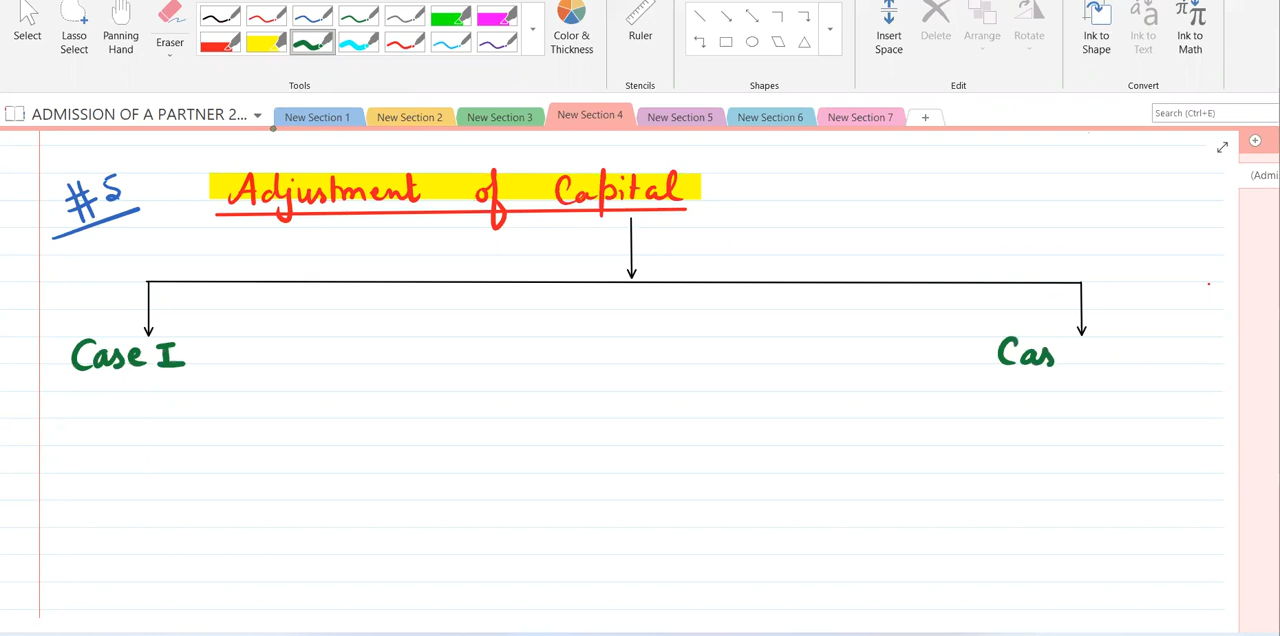 Select
Lasso Select
Panning Hand
Eraser
Color & Thickness
Ruler
Insert Space
Delete
Arrange
Rotate
Ink to Shape
Ink to Text
Ink to Math
Tools
Stencils
Shapes
Edit
Convert
ADMISSION OF A PARTNER 2...
New Section 1
New Section 2
New Section 3
New Section 4
New Section 5
New Section 6
New Section 7
Search (Ctrl+E)
(Admi
#5
Adjustment of Capital
Case I
Cas